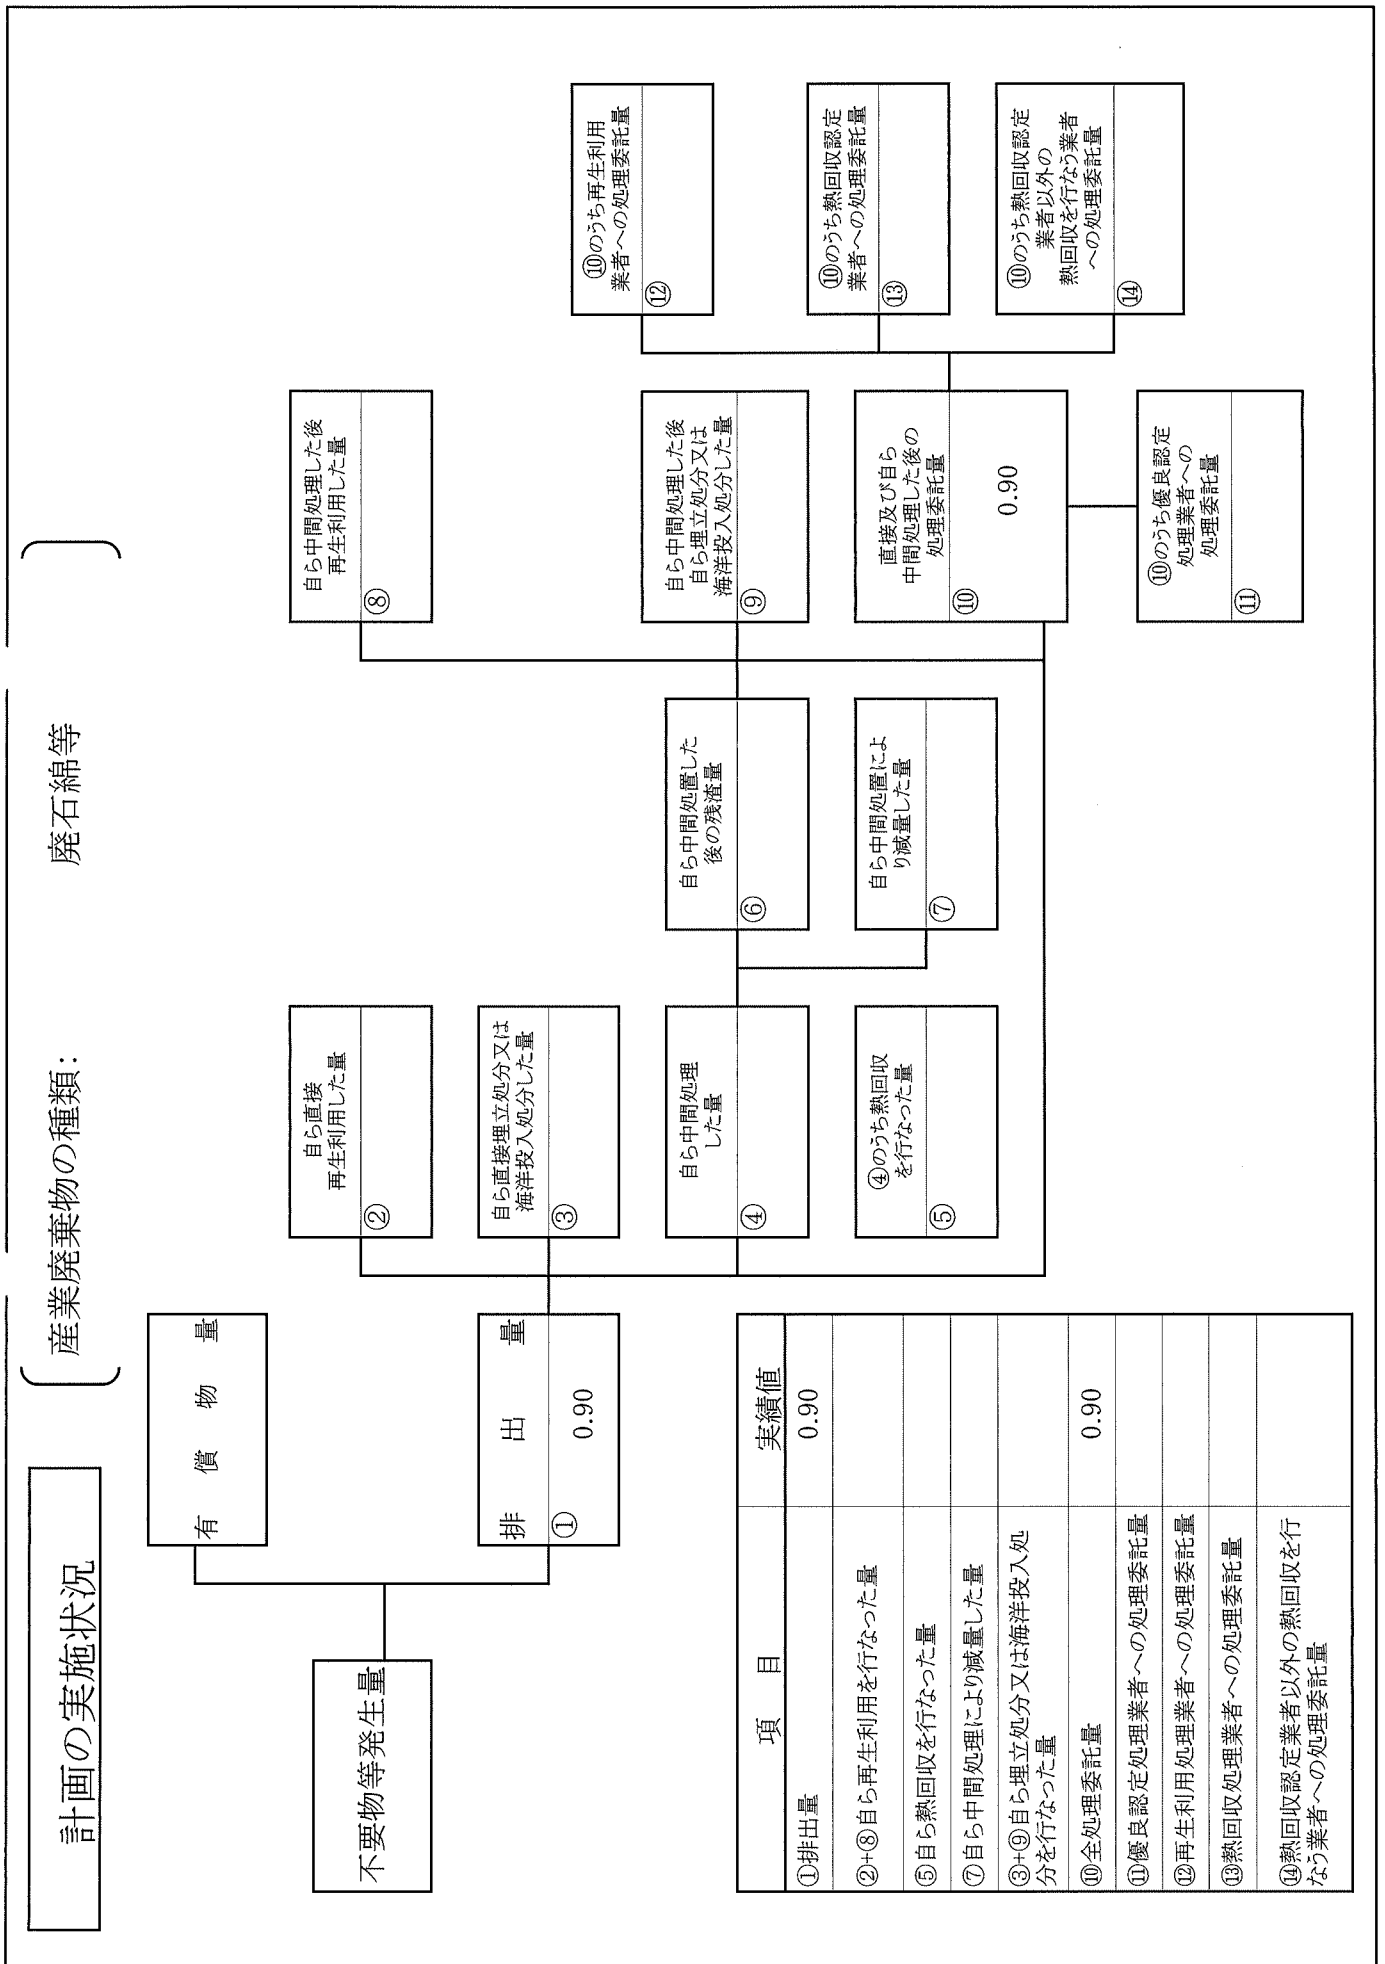 計画の実施状況
産業廃棄物の種類： 廃石綿等
不要物等発生量
有償物量
排出量
①
0.90
自ら直接
再生利用した量
②
自ら直接埋立処分又は
海洋投入処分した量
③
自ら中間処理
した量
④
④のうち熱回収
を行なった量
⑤
自ら中間処置した
後の残渣量
⑥
自ら中間処置によ
り減量した量
⑦
自ら中間処理した後
再生利用した量
⑧
自ら中間処理した後
自ら埋立処分又は
海洋投入処分した量
⑨
直接及び自ら
中間処理した後の
処理委託量
⑩
0.90
⑩のうち優良認定
処理業者への
処理委託量
⑪
⑩のうち再生利用
業者への処理委託量
⑫
⑩のうち熱回収認定
業者への処理委託量
⑬
⑩のうち熱回収認定
業者以外の
熱回収を行なう業者
への処理委託量
⑭
項目 実績値
①排出量 0.90
②+⑧自ら再生利用を行なった量
⑤自ら熱回収を行なった量
⑦自ら中間処理により減量した量
③+⑨自ら埋立処分又は海洋投入処
分を行なった量
⑩全処理委託量 0.90
⑪優良認定処理業者への処理委託量
⑫再生利用処理業者への処理委託量
⑬熱回収処理業者への処理委託量
⑭熱回収認定業者以外の熱回収を行
なう業者への処理委託量